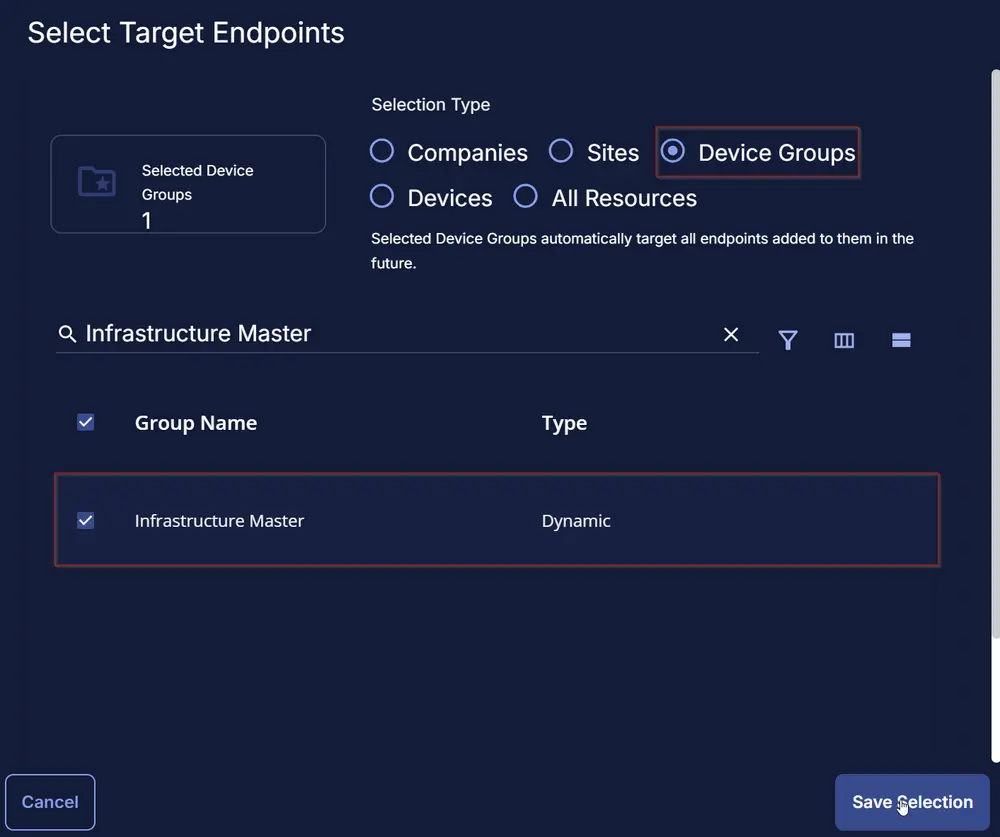 Select Target Endpoints
Selection Type
Companies Sites Device Groups
Devices All Resources
Selected Device Groups automatically target all endpoints added to them in the
future.
Selected Device
Groups
1
Infrastructure Master
Group Name Type
Infrastructure Master Dynamic
Cancel Save Selection